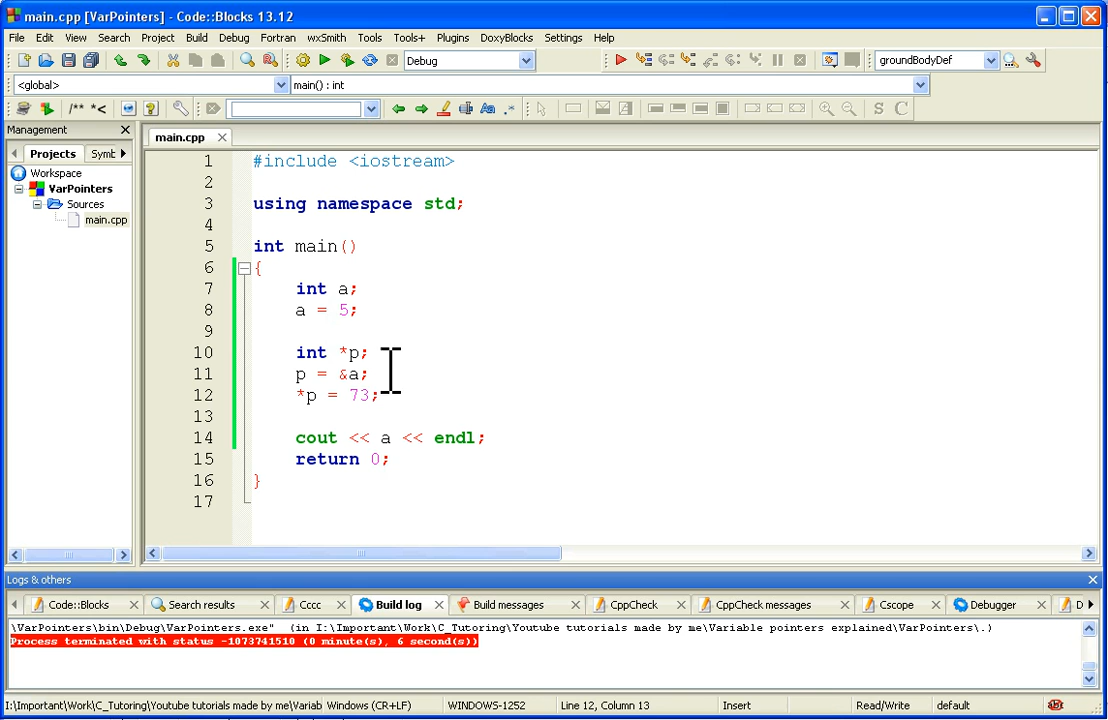 main.cpp [VarPointers] - Code::Blocks 13.12
File Edit View Search Project Build Debug Fortran wxSmith Tools Tools+ Plugins DoxyBlocks Settings Help
Debug groundBodyDef
<global> main() : int
/** *< Aa .* S C
Management
main.cpp
Projects Symb
Workspace
VarPointers
Sources
main.cpp
1 #include <iostream>
2
3 using namespace std;
4
5 int main()
6 {
7 int a;
8 a = 5;
9
10 int *p;
11 p = &a;
12 *p = 73;
13
14 cout << a << endl;
15 return 0;
16 }
17
Logs & others
Code::Blocks Search results Cccc Build log Build messages CppCheck CppCheck messages Cscope Debugger D
\VarPointers\bin\Debug\VarPointers.exe" (in I:\Important\Work\C_Tutoring\Youtube tutorials made by me\Variable pointers explained\VarPointers\.)
Process terminated with status -1073741510 (0 minute(s), 6 second(s))
I:\Important\Work\C_Tutoring\Youtube tutorials made by me\Variab Windows (CR+LF) WINDOWS-1252 Line 12, Column 13 Insert Read/Write default abc